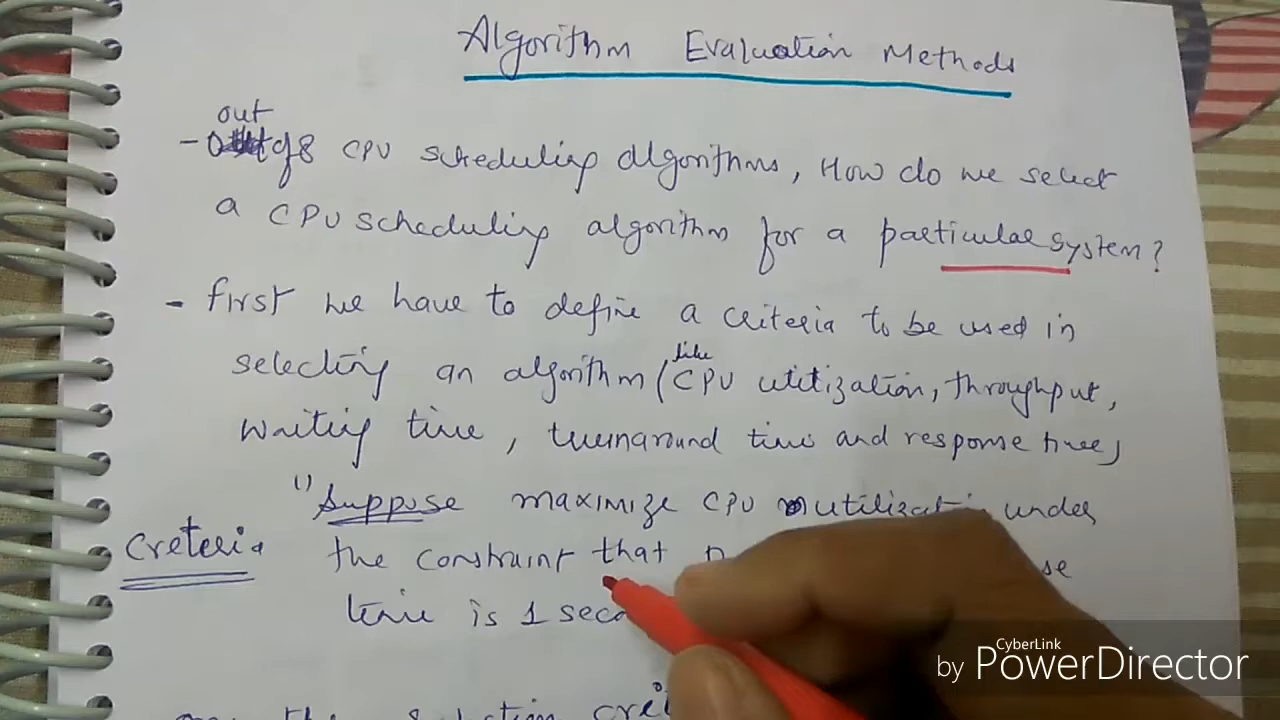 Algorithm Evaluation Methods
out
- of 8 CPU scheduling algorithms, How do we select
a CPU scheduling algorithm for a particular system?
- first we have to define a criteria to be used in
selecting an algorithm (like CPU utilization, throughput,
waiting time, turnaround time and response time)
1) Suppose maximize CPU utilization under
Creteria
the constraint that
time is 1
the
CyberLink
by PowerDirector